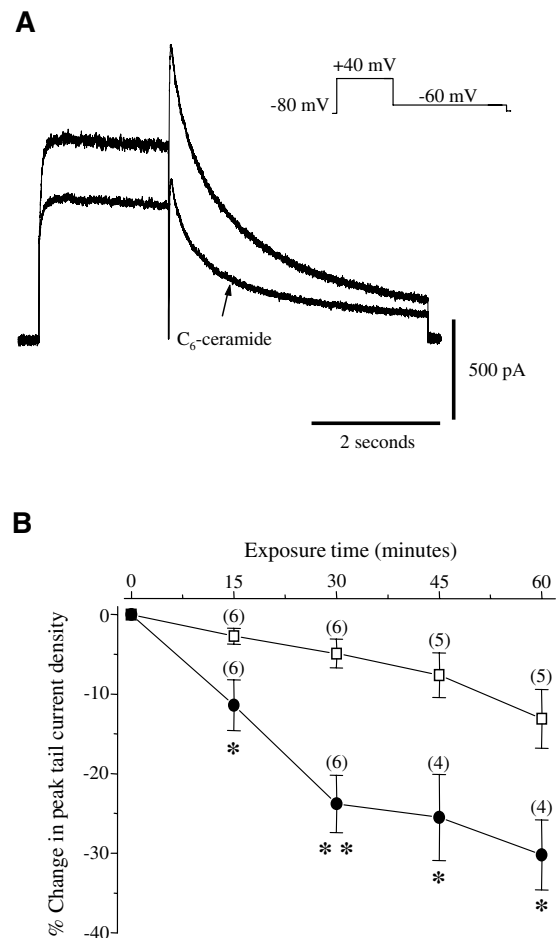 A
+40 mV
-80 mV
-60 mV
C₆-ceramide
500 pA
2 seconds
B
Exposure time (minutes)
0 15 30 45 60
% Change in peak tail current density
0
-10
-20
-30
-40
(6) (6) (5) (5)
(6) (6) (4) (4)
* ** * *